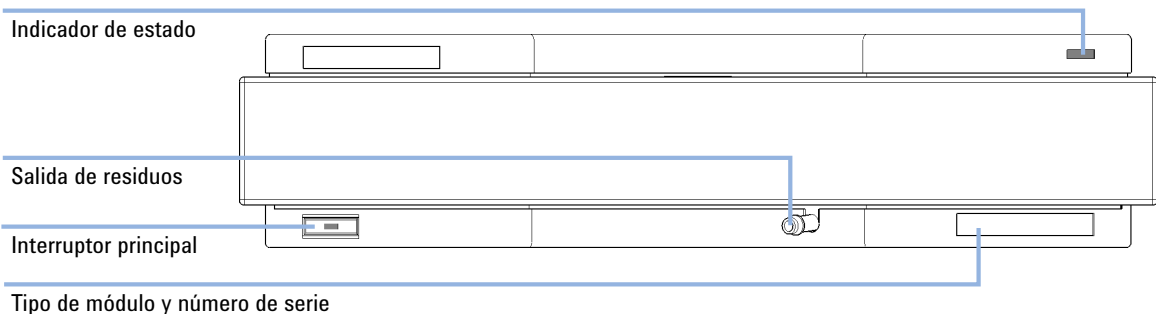 Indicador de estado
Salida de residuos
Interruptor principal
Tipo de módulo y número de serie